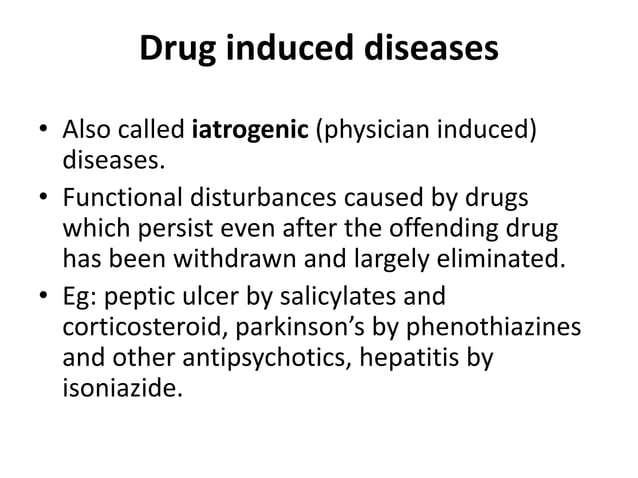 Drug induced diseases
• Also called iatrogenic (physician induced)
diseases.
• Functional disturbances caused by drugs
which persist even after the offending drug
has been withdrawn and largely eliminated.
• Eg: peptic ulcer by salicylates and
corticosteroid, parkinson’s by phenothiazines
and other antipsychotics, hepatitis by
isoniazide.